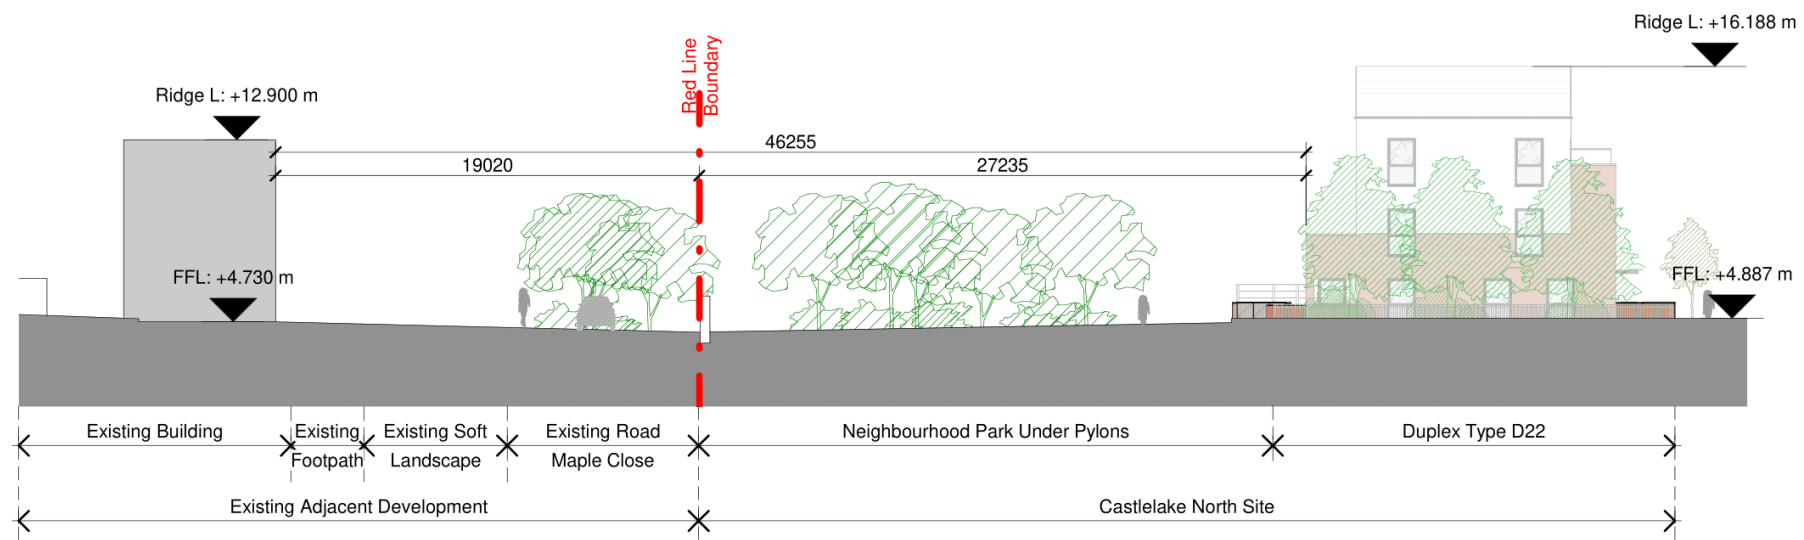 Ridge L: +16.188 m
Red Line
Boundary
Ridge L: +12.900 m
46255
19020
27235
FFL: +4.730 m
FFL: +4.887 m
Existing Building
Existing
Footpath
Existing Soft
Landscape
Existing Road
Maple Close
Neighbourhood Park Under Pylons
Duplex Type D22
Existing Adjacent Development
Castlelake North Site